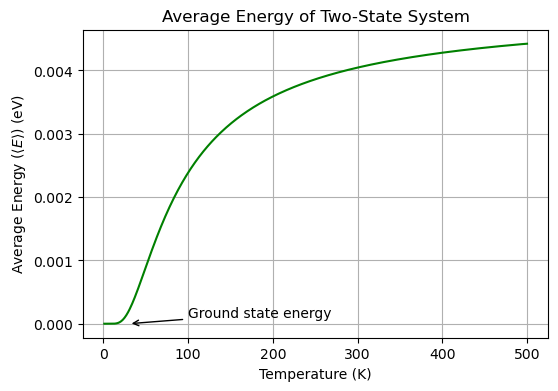 Average Energy of Two-State System
Average Energy (⟨E⟩) (eV)
0.004
0.003
0.002
0.001
0.000
Ground state energy
0 100 200 300 400 500
Temperature (K)